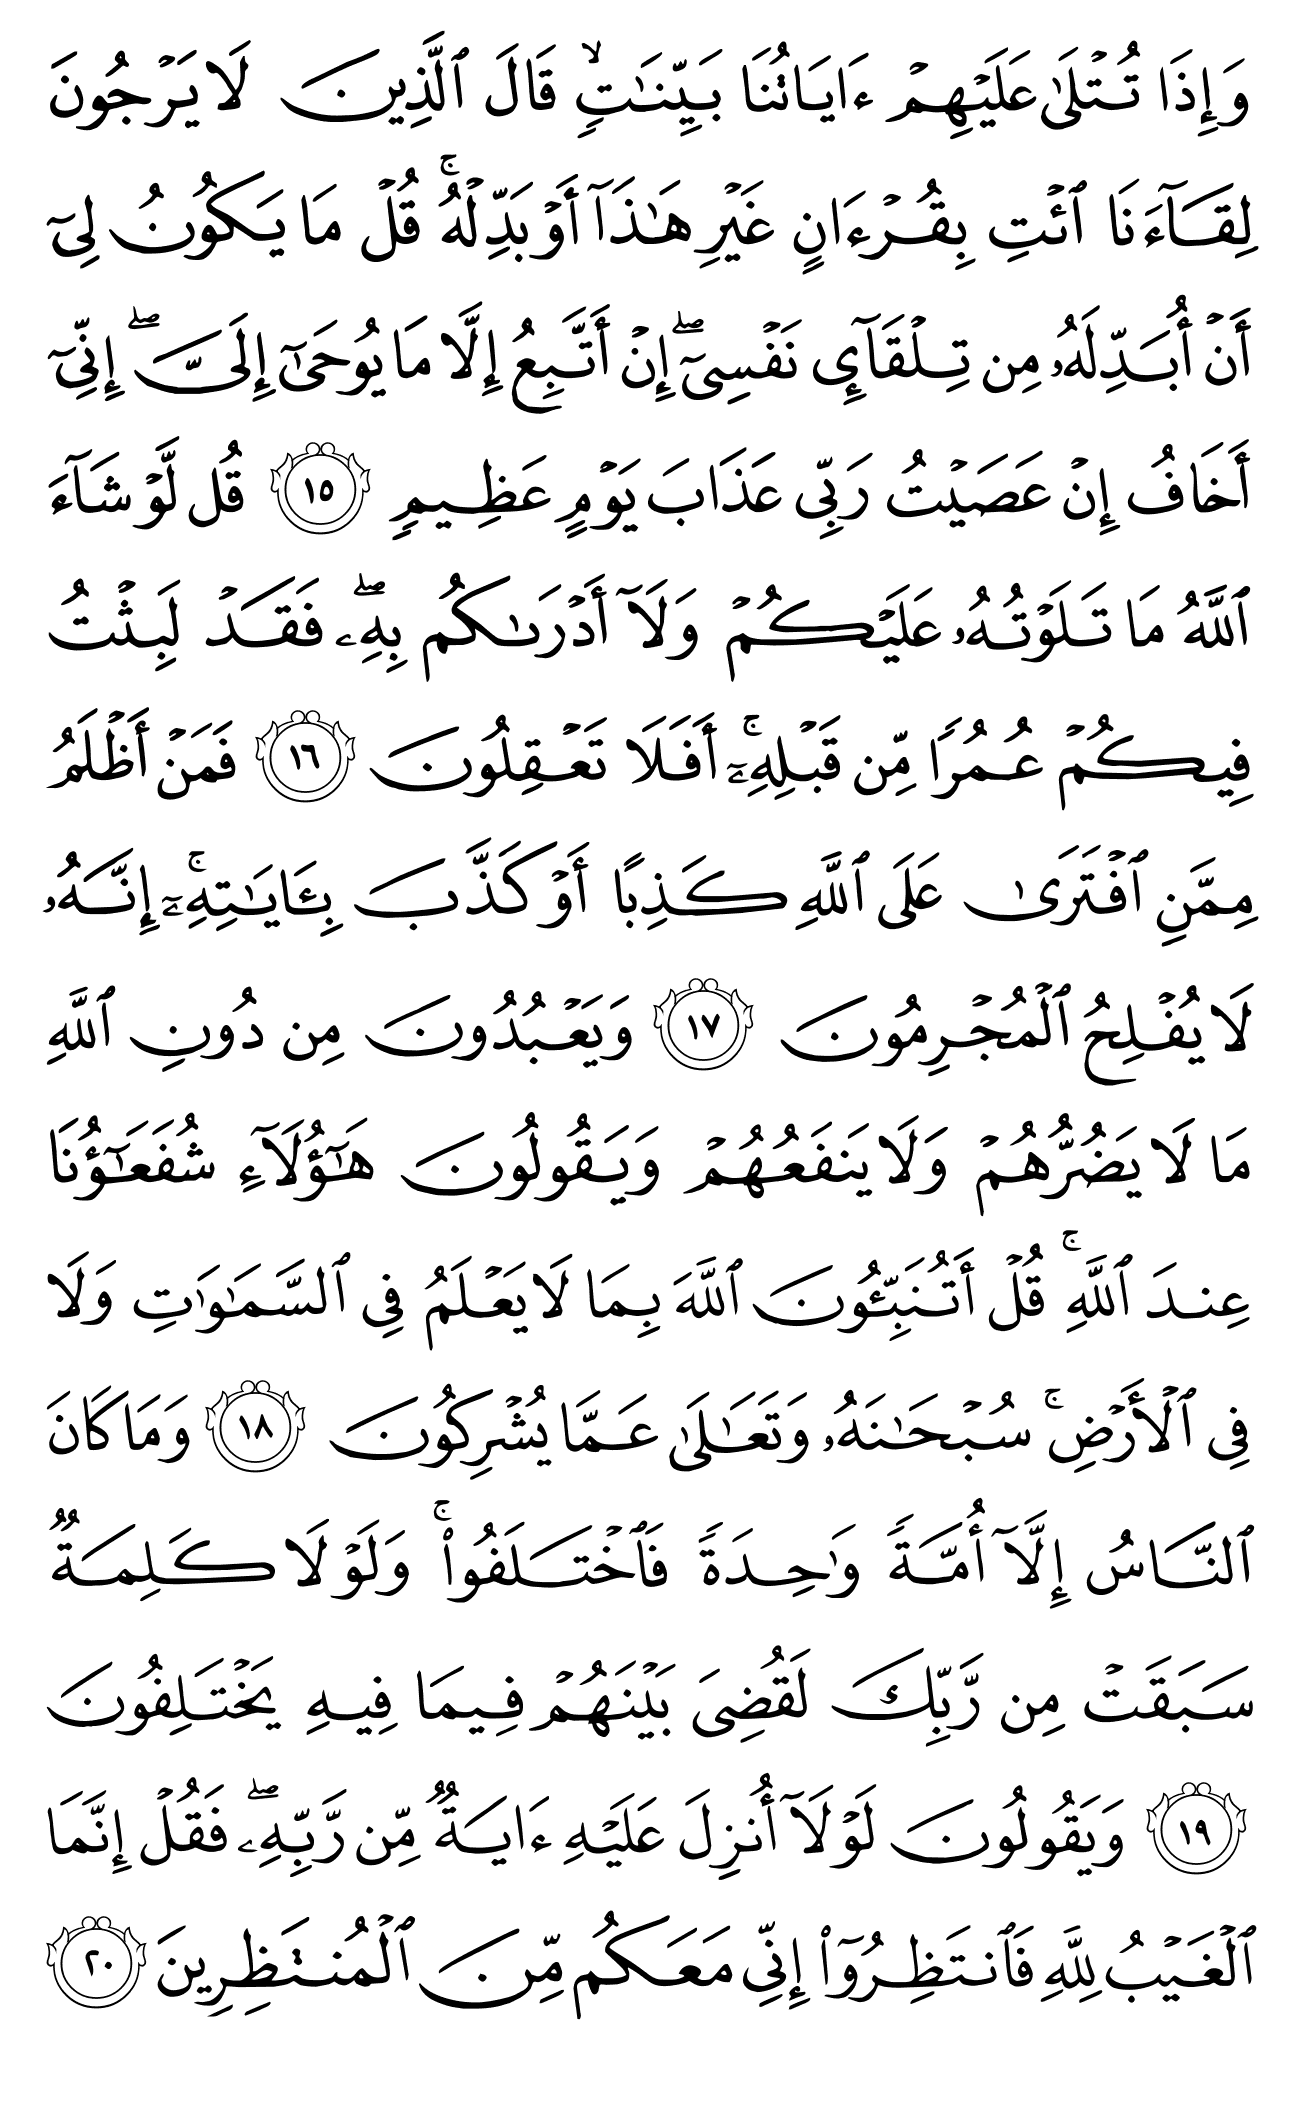 وَإِذَا تُتۡلَىٰ عَلَيۡهِمۡ ءَايَاتُنَا بَيِّنَٰتٖ ۙ قَالَ ٱلَّذِينَ لَا يَرۡجُونَ
لِقَآءَنَا ٱئۡتِ بِقُرۡءَانٍ غَيۡرِ هَٰذَآ أَوۡ بَدِّلۡهُۚ قُلۡ مَا يَكُونُ لِيٓ
أَنۡ أُبَدِّلَهُۥ مِن تِلۡقَآيِٕ نَفۡسِيٓۖ إِنۡ أَتَّبِعُ إِلَّا مَا يُوحَىٰٓ إِلَيَّۖ إِنِّيٓ
أَخَافُ إِنۡ عَصَيۡتُ رَبِّي عَذَابَ يَوۡمٍ عَظِيمٖ ١٥ قُل لَّوۡ شَآءَ
ٱللَّهُ مَا تَلَوۡتُهُۥ عَلَيۡكُمۡ وَلَآ أَدۡرَىٰكُم بِهِۦۖ فَقَدۡ لَبِثۡتُ
فِيكُمۡ عُمُرٗا مِّن قَبۡلِهِۦٓۚ أَفَلَا تَعۡقِلُونَ ١٦ فَمَنۡ أَظۡلَمُ
مِمَّنِ ٱفۡتَرَىٰ عَلَى ٱللَّهِ كَذِبًا أَوۡ كَذَّبَ بِـَٔايَٰتِهِۦٓۚ إِنَّهُۥ
لَا يُفۡلِحُ ٱلۡمُجۡرِمُونَ ١٧ وَيَعۡبُدُونَ مِن دُونِ ٱللَّهِ
مَا لَا يَضُرُّهُمۡ وَلَا يَنفَعُهُمۡ وَيَقُولُونَ هَٰٓؤُلَآءِ شُفَعَٰٓؤُنَا
عِندَ ٱللَّهِۚ قُلۡ أَتُنَبِّـُٔونَ ٱللَّهَ بِمَا لَا يَعۡلَمُ فِي ٱلسَّمَٰوَٰتِ وَلَا
فِي ٱلۡأَرۡضِۚ سُبۡحَٰنَهُۥ وَتَعَٰلَىٰ عَمَّا يُشۡرِكُونَ ١٨ وَمَا كَانَ
ٱلنَّاسُ إِلَّآ أُمَّةٗ وَٰحِدَةٗ فَٱخۡتَلَفُواْۚ وَلَوۡلَا كَلِمَةٞ
سَبَقَتۡ مِن رَّبِّكَ لَقُضِيَ بَيۡنَهُمۡ فِيمَا فِيهِ يَخۡتَلِفُونَ
١٩ وَيَقُولُونَ لَوۡلَآ أُنزِلَ عَلَيۡهِ ءَايَةٞ مِّن رَّبِّهِۦۖ فَقُلۡ إِنَّمَا
ٱلۡغَيۡبُ لِلَّهِ فَٱنتَظِرُوٓاْ إِنِّي مَعَكُم مِّنَ ٱلۡمُنتَظِرِينَ ٢٠